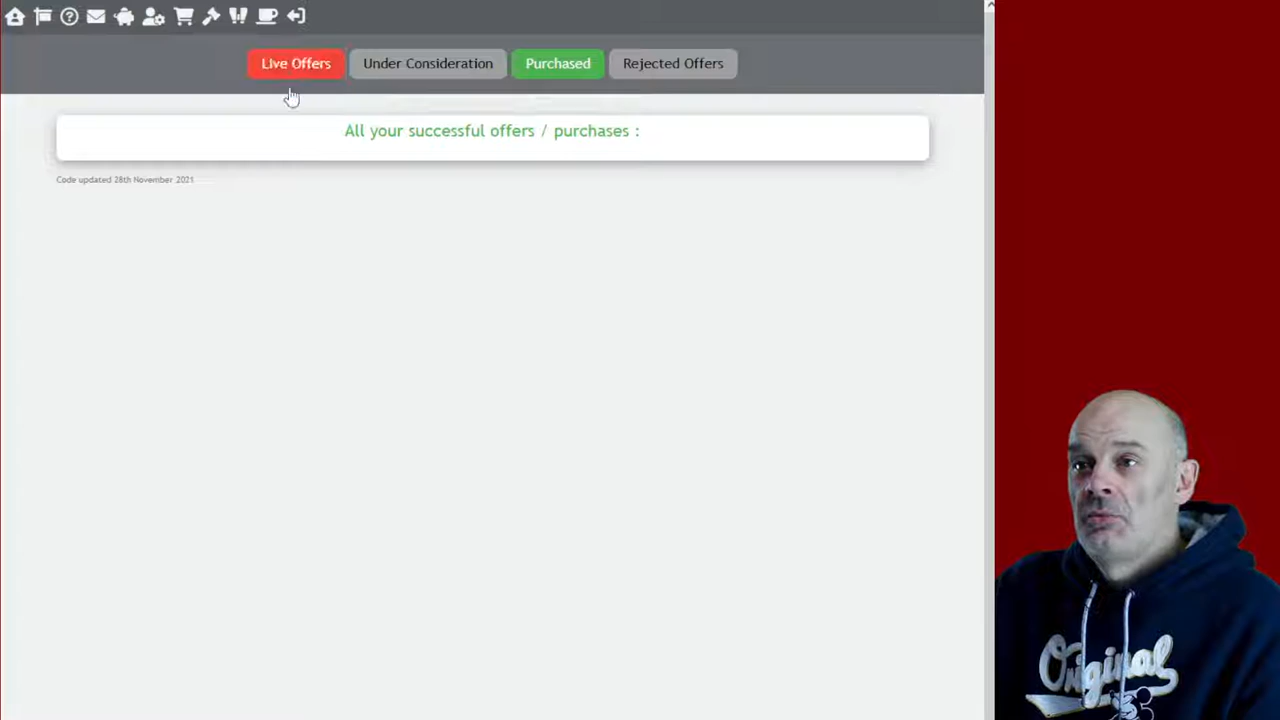 Live Offers
Under Consideration
Purchased
Rejected Offers
All your successful offers / purchases :
Code updated 28th November 2021
Original